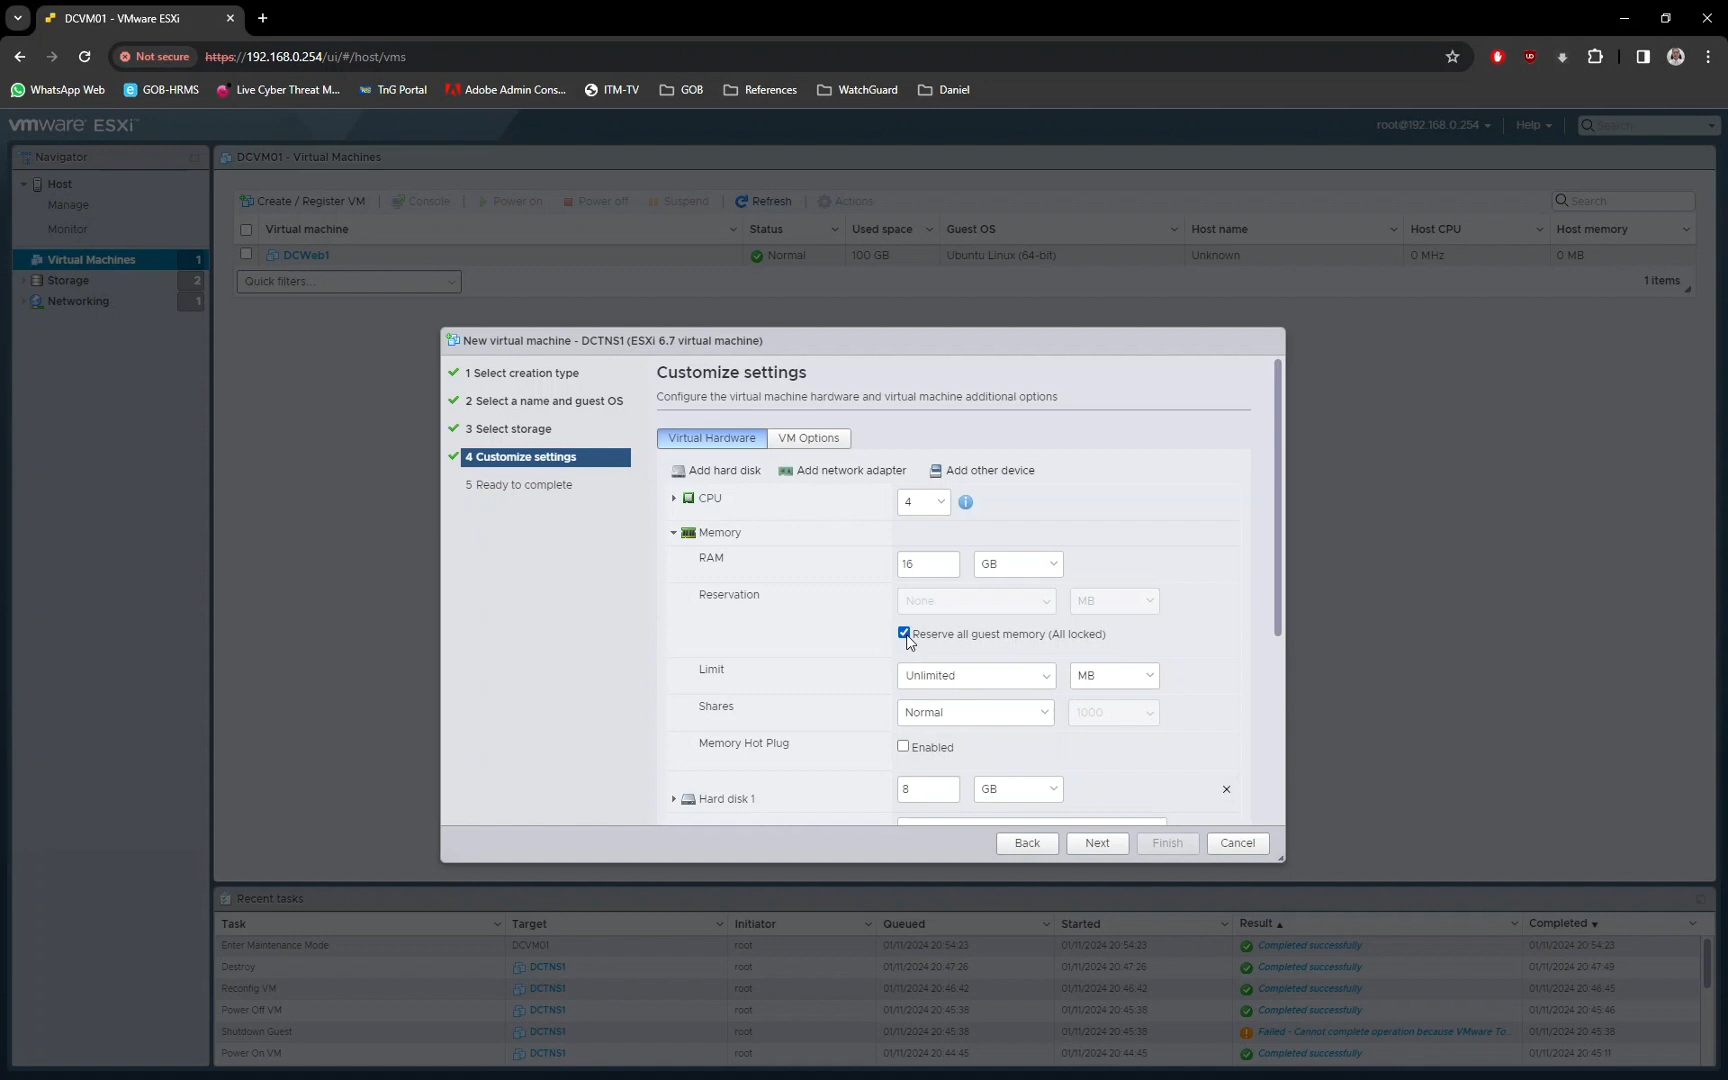 DCVM01 - VMware ESXi
Not secure
https://192.168.0.254/ui/#/host/vms
WhatsApp Web
GOB-HRMS
Live Cyber Threat M...
TnG Portal
Adobe Admin Cons...
ITM-TV
GOB
References
WatchGuard
Daniel
vmware ESXi™
root@192.168.0.254
Help
Search
Navigator
DCVM01 - Virtual Machines
Host
Manage
Monitor
Virtual Machines 1
Storage 2
Networking 1
Create / Register VM
Console
Power on
Power off
Suspend
Refresh
Actions
Search
Virtual machine
Status
Used space
Guest OS
Host name
Host CPU
Host memory
DCWeb1
Normal
100 GB
Ubuntu Linux (64-bit)
Unknown
0 MHz
0 MB
Quick filters...
1 items
New virtual machine - DCTNS1 (ESXi 6.7 virtual machine)
1 Select creation type
2 Select a name and guest OS
3 Select storage
4 Customize settings
5 Ready to complete
Customize settings
Configure the virtual machine hardware and virtual machine additional options
Virtual Hardware
VM Options
Add hard disk
Add network adapter
Add other device
CPU
4
Memory
RAM
16
GB
Reservation
None
MB
Reserve all guest memory (All locked)
Limit
Unlimited
MB
Shares
Normal
1000
Memory Hot Plug
Enabled
Hard disk 1
8
GB
Back
Next
Finish
Cancel
Recent tasks
Task
Target
Initiator
Queued
Started
Result
Completed
Enter Maintenance Mode DCVM01 root 01/11/2024 20:54:23 01/11/2024 20:54:23 Completed successfully 01/11/2024 20:54:23
Destroy DCTNS1 root 01/11/2024 20:47:26 01/11/2024 20:47:26 Completed successfully 01/11/2024 20:47:49
Reconfig VM DCTNS1 root 01/11/2024 20:46:42 01/11/2024 20:46:42 Completed successfully 01/11/2024 20:46:45
Power Off VM DCTNS1 root 01/11/2024 20:45:38 01/11/2024 20:45:38 Completed successfully 01/11/2024 20:45:46
Shutdown Guest DCTNS1 root 01/11/2024 20:45:38 01/11/2024 20:45:38 Failed - Cannot complete operation because VMware To... 01/11/2024 20:45:38
Power On VM DCTNS1 root 01/11/2024 20:44:45 01/11/2024 20:44:45 Completed successfully 01/11/2024 20:45:11